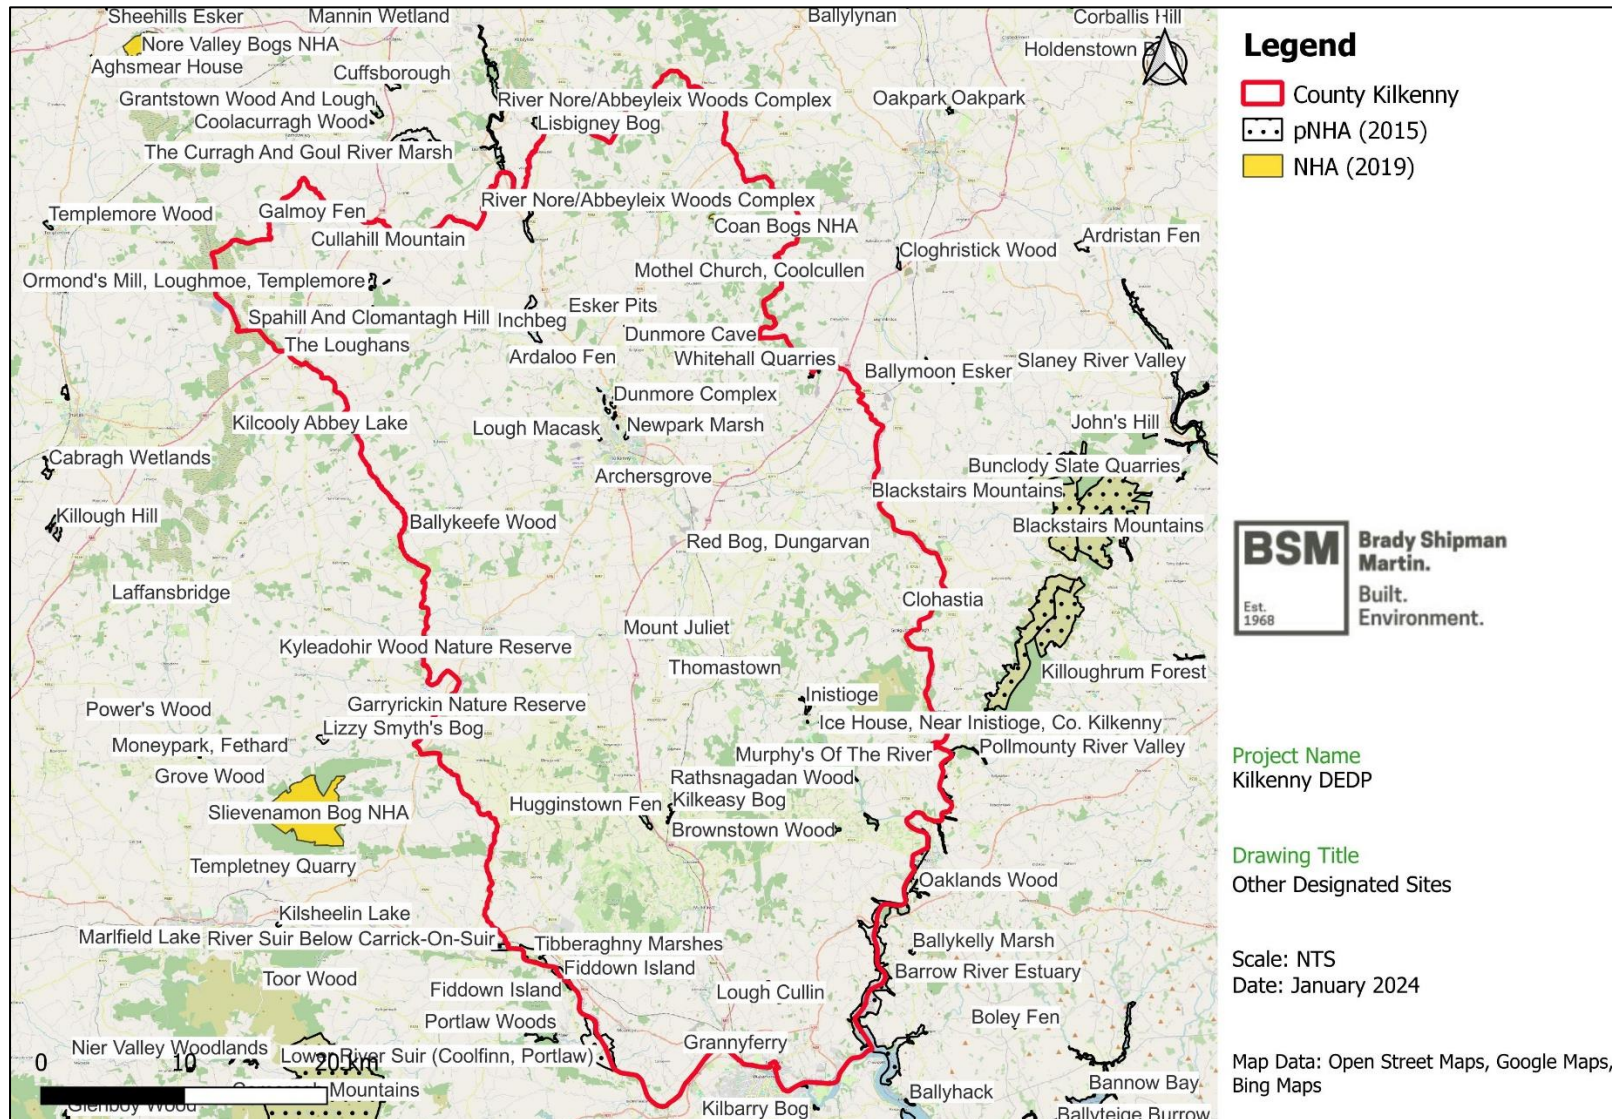 Sheehills Esker
Mannin Wetland
Ballylynan
Corballis Hill
Nore Valley Bogs NHA
Holdenstown B
Aghsmear House
Cuffsborough
Grantstown Wood And Lough
River Nore/Abbeyleix Woods Complex
Oakpark Oakpark
Coolacurragh Wood
Lisbigney Bog
The Curragh And Goul River Marsh
Templemore Wood
Galmoy Fen
River Nore/Abbeyleix Woods Complex
Cullahill Mountain
Coan Bogs NHA
Ardristan Fen
Cloghristick Wood
Ormond's Mill, Loughmoe, Templemore
Mothel Church, Coolcullen
Spahill And Clomantagh Hill
Inchbeg
Esker Pits
The Loughans
Dunmore Cave
Ardaloo Fen
Whitehall Quarries
Ballymoon Esker
Slaney River Valley
Dunmore Complex
Kilcooly Abbey Lake
Lough Macask
Newpark Marsh
John's Hill
Cabragh Wetlands
Archersgrove
Bunclody Slate Quarries
Blackstairs Mountains
Killough Hill
Ballykeefe Wood
Blackstairs Mountains
Red Bog, Dungarvan
Laffansbridge
Clohastia
Mount Juliet
Kyleadohir Wood Nature Reserve
Thomastown
Killoughrum Forest
Garryrickin Nature Reserve
Inistioge
Power's Wood
Lizzy Smyth's Bog
Ice House, Near Inistioge, Co. Kilkenny
Moneypark, Fethard
Murphy's Of The River
Pollmounty River Valley
Grove Wood
Rathsnagadan Wood
Slievenamon Bog NHA
Hugginstown Fen
Kilkeasy Bog
Brownstown Wood
Templetney Quarry
Oaklands Wood
Kilsheelin Lake
Marlfield Lake
River Suir Below Carrick-On-Suir
Tibberaghny Marshes
Ballykelly Marsh
Toor Wood
Fiddown Island
Barrow River Estuary
Fiddown Island
Lough Cullin
Portlaw Woods
Boley Fen
Nier Valley Woodlands
Lower River Suir (Coolfinn, Portlaw)
Grannyferry
0 10 20 km
Mountains
Ballyhack
Bannow Bay
Glenboy Wood
Kilbarry Bog
Ballyteige Burrow
Legend
County Kilkenny
pNHA (2015)
NHA (2019)
BSM
Est.
1968
Brady Shipman
Martin.
Built.
Environment.
Project Name
Kilkenny DEDP
Drawing Title
Other Designated Sites
Scale: NTS
Date: January 2024
Map Data: Open Street Maps, Google Maps,
Bing Maps